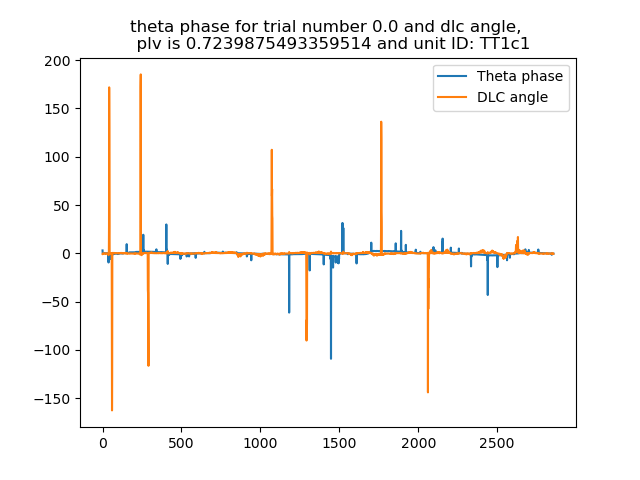 theta phase for trial number 0.0 and dlc angle,
plv is 0.7239875493359514 and unit ID: TT1c1
Theta phase
DLC angle
200
150
100
50
0
−50
−100
−150
0 500 1000 1500 2000 2500